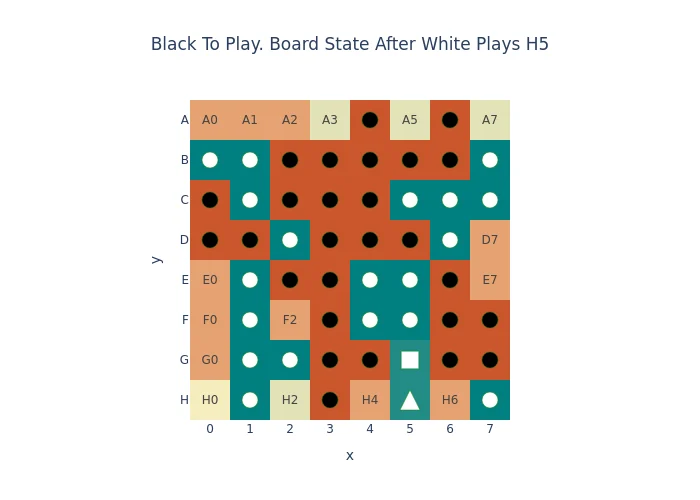 Black To Play. Board State After White Plays H5
A A0 A1 A2 A3 A5 A7
B
C
D D7
E E0 E7
F F0 F2
G G0
H H0 H2 H4 H6
0 1 2 3 4 5 6 7
x
y